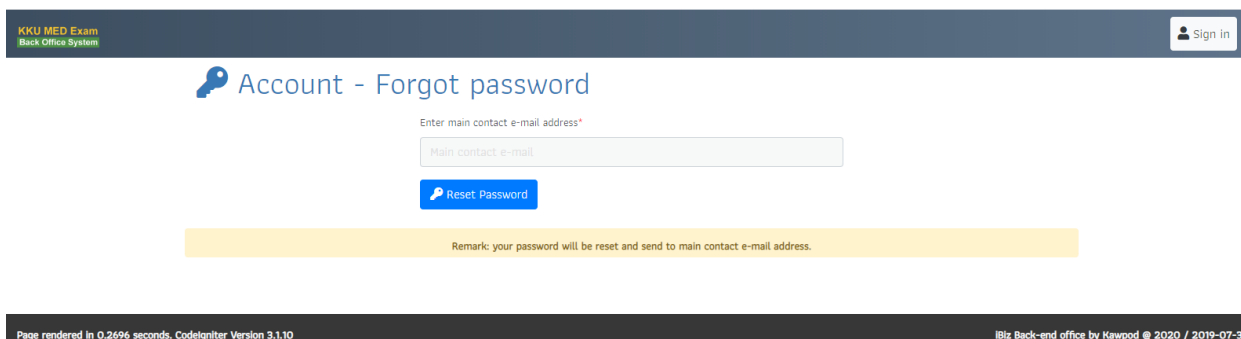 KKU MED Exam
Back Office System
Sign in
Account - Forgot password
Enter main contact e-mail address*
Main contact e-mail
Reset Password
Remark: your password will be reset and send to main contact e-mail address.
Page rendered in 0.2696 seconds. CodeIgniter Version 3.1.10
iBiz Back-end office by Kawpod @ 2020 / 2019-07-3